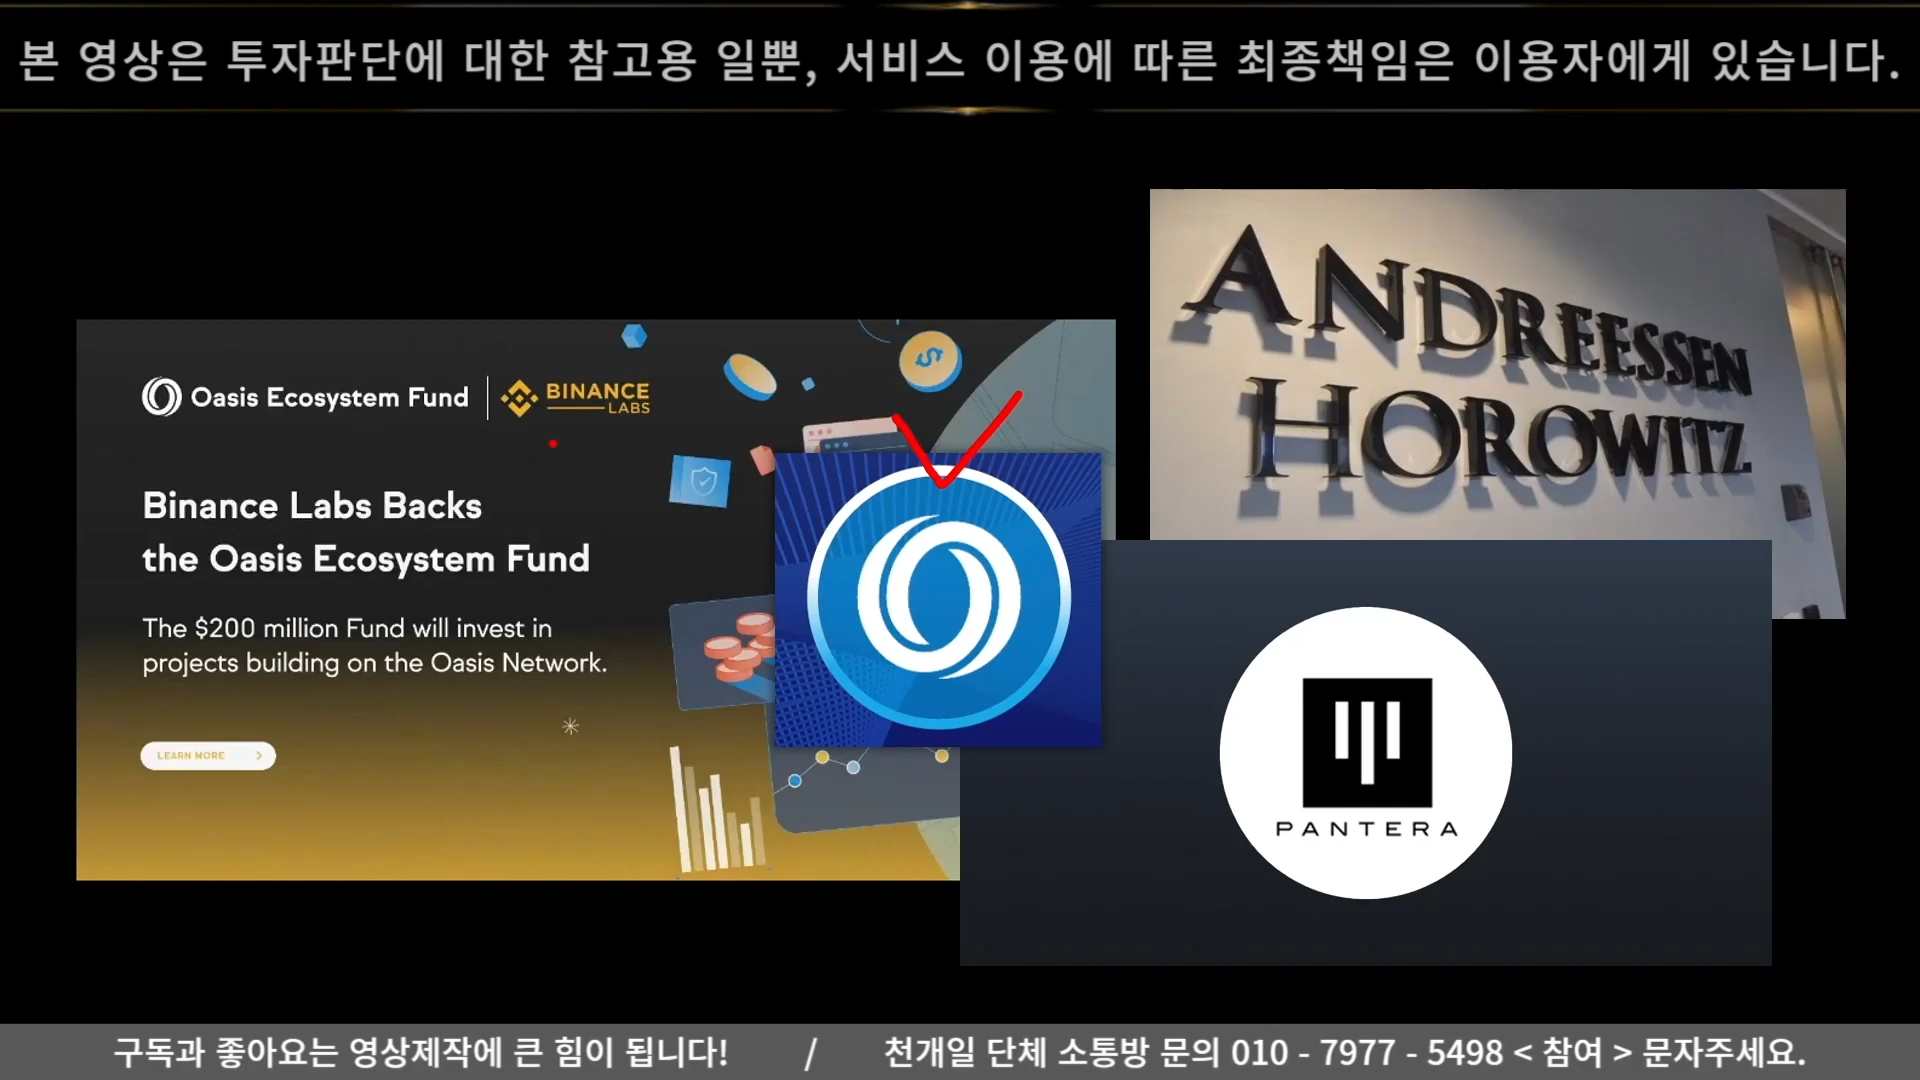 본 영상은 투자판단에 대한 참고용 일뿐, 서비스 이용에 따른 최종책임은 이용자에게 있습니다.
Oasis Ecosystem Fund
BINANCE
LABS
Binance Labs Backs
the Oasis Ecosystem Fund
The $200 million Fund will invest in
projects building on the Oasis Network.
LEARN MORE
ANDREESSEN
HOROWITZ
PANTERA
구독과 좋아요는 영상제작에 큰 힘이 됩니다! / 천개일 단체 소통방 문의 010 - 7977 - 5498 < 참여 > 문자주세요.